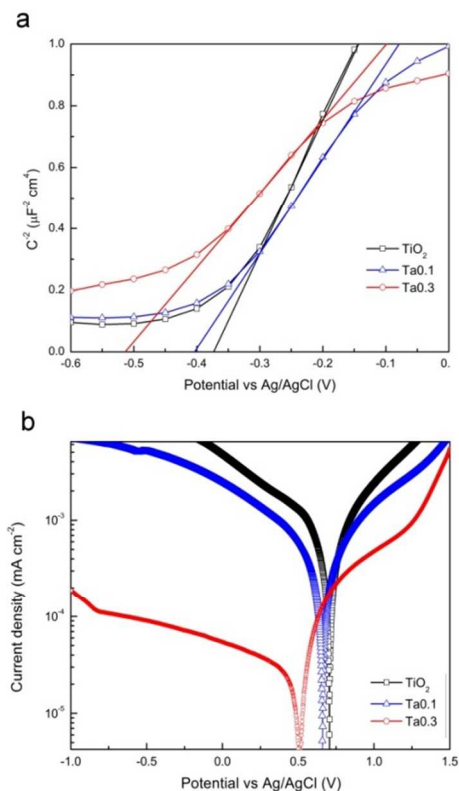 a
1.0
0.8
0.6
0.4
0.2
0.0
C⁻² (μF⁻² cm⁴)
TiO₂
Ta0.1
Ta0.3
-0.6 -0.5 -0.4 -0.3 -0.2 -0.1 0.
Potential vs Ag/AgCl (V)
b
10⁻³
10⁻⁴
10⁻⁵
Current density (mA cm⁻²)
TiO₂
Ta0.1
Ta0.3
-1.0 -0.5 0.0 0.5 1.0 1.5
Potential vs Ag/AgCl (V)